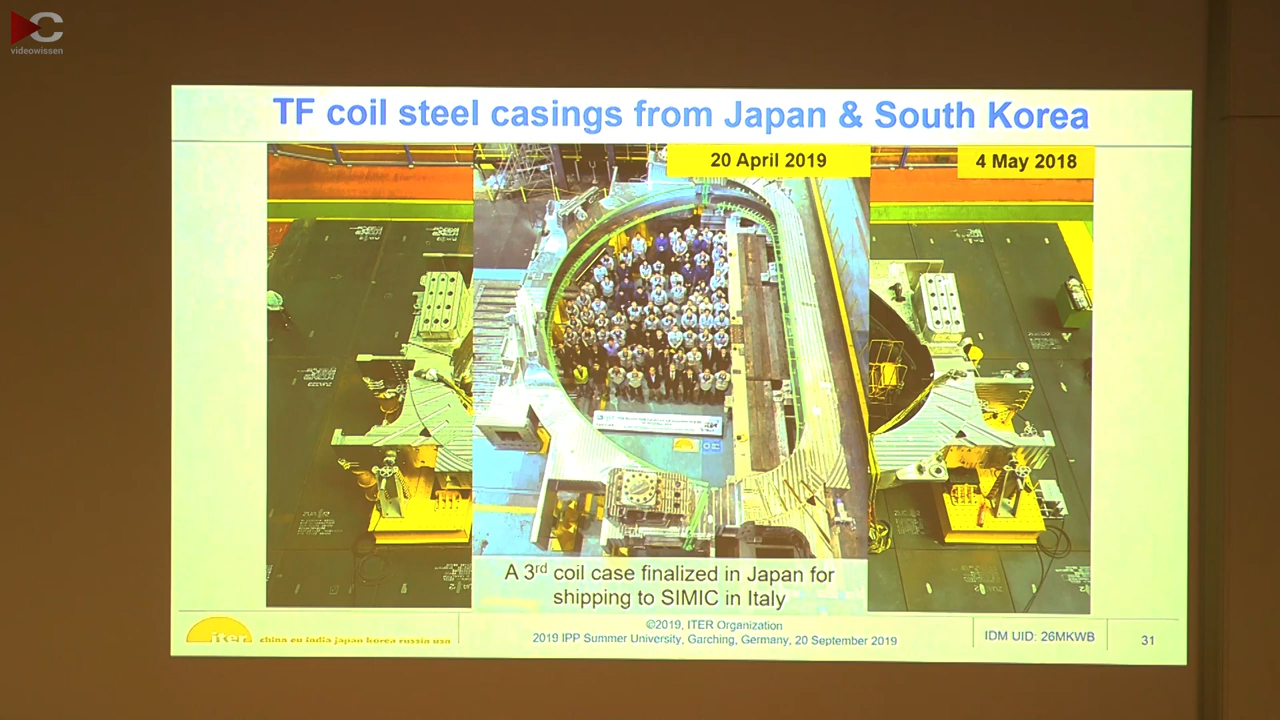 videowissen
TF coil steel casings from Japan & South Korea
20 April 2019
4 May 2018
A 3rd coil case finalized in Japan for
shipping to SIMIC in Italy
iter
china eu india japan korea russia usa
©2019, ITER Organization
2019 IPP Summer University, Garching, Germany, 20 September 2019
IDM UID: 26MKWB
31